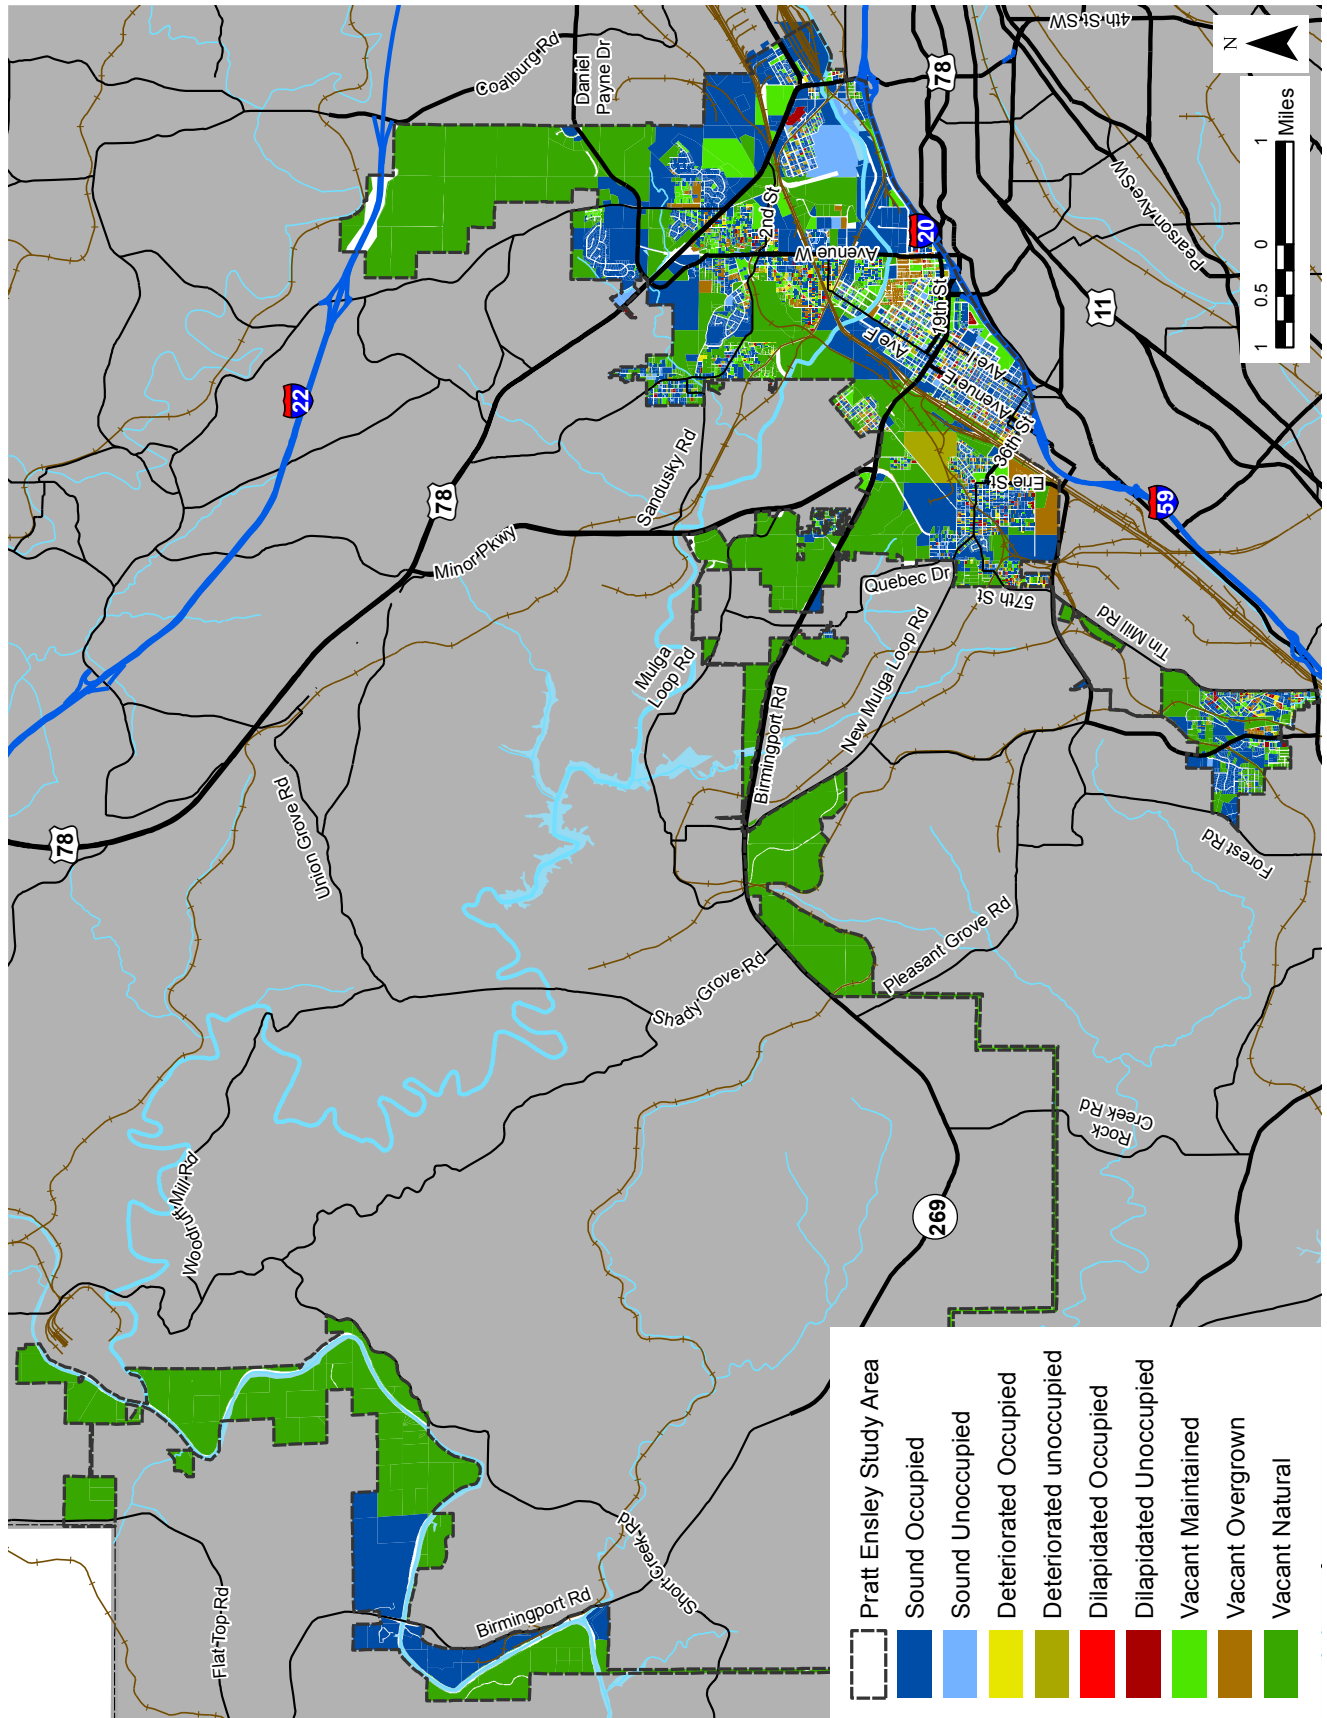 Coalburg Rd
Daniel
Payne Dr
4th St SW
N
78
1
0.5
0
1
Miles
Pearson Ave SW
2nd St
Avenue W
20
19th St
11
Ave F
Ave I
Avenue E
36th St
Erie St
22
78
Sandusky Rd
Minor Pkwy
59
Quebec Dr
57th St
Tin Mill Rd
Mulga
Loop Rd
New Mulga Loop Rd
Birmingport Rd
78
Union Grove Rd
Forest Rd
Shady Grove Rd
Pleasant Grove Rd
Rock
Creek Rd
Woodruff Mill Rd
269
Flat Top Rd
Birmingport Rd
Short Creek Rd
Pratt Ensley Study Area
Sound Occupied
Sound Unoccupied
Deteriorated Occupied
Deteriorated unoccupied
Dilapidated Occupied
Dilapidated Unoccupied
Vacant Maintained
Vacant Overgrown
Vacant Natural